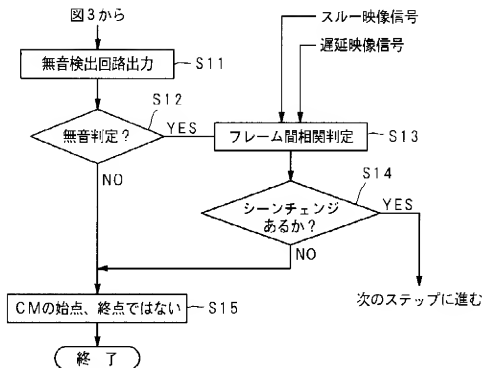 図3から
スルー映像信号
遅延映像信号
無音検出回路出力
S11
S12
無音判定?
YES
フレーム間相関判定
S13
NO
S14
シーンチェンジ
あるか?
YES
NO
次のステップに進む
CMの始点、終点ではない
S15
終 了